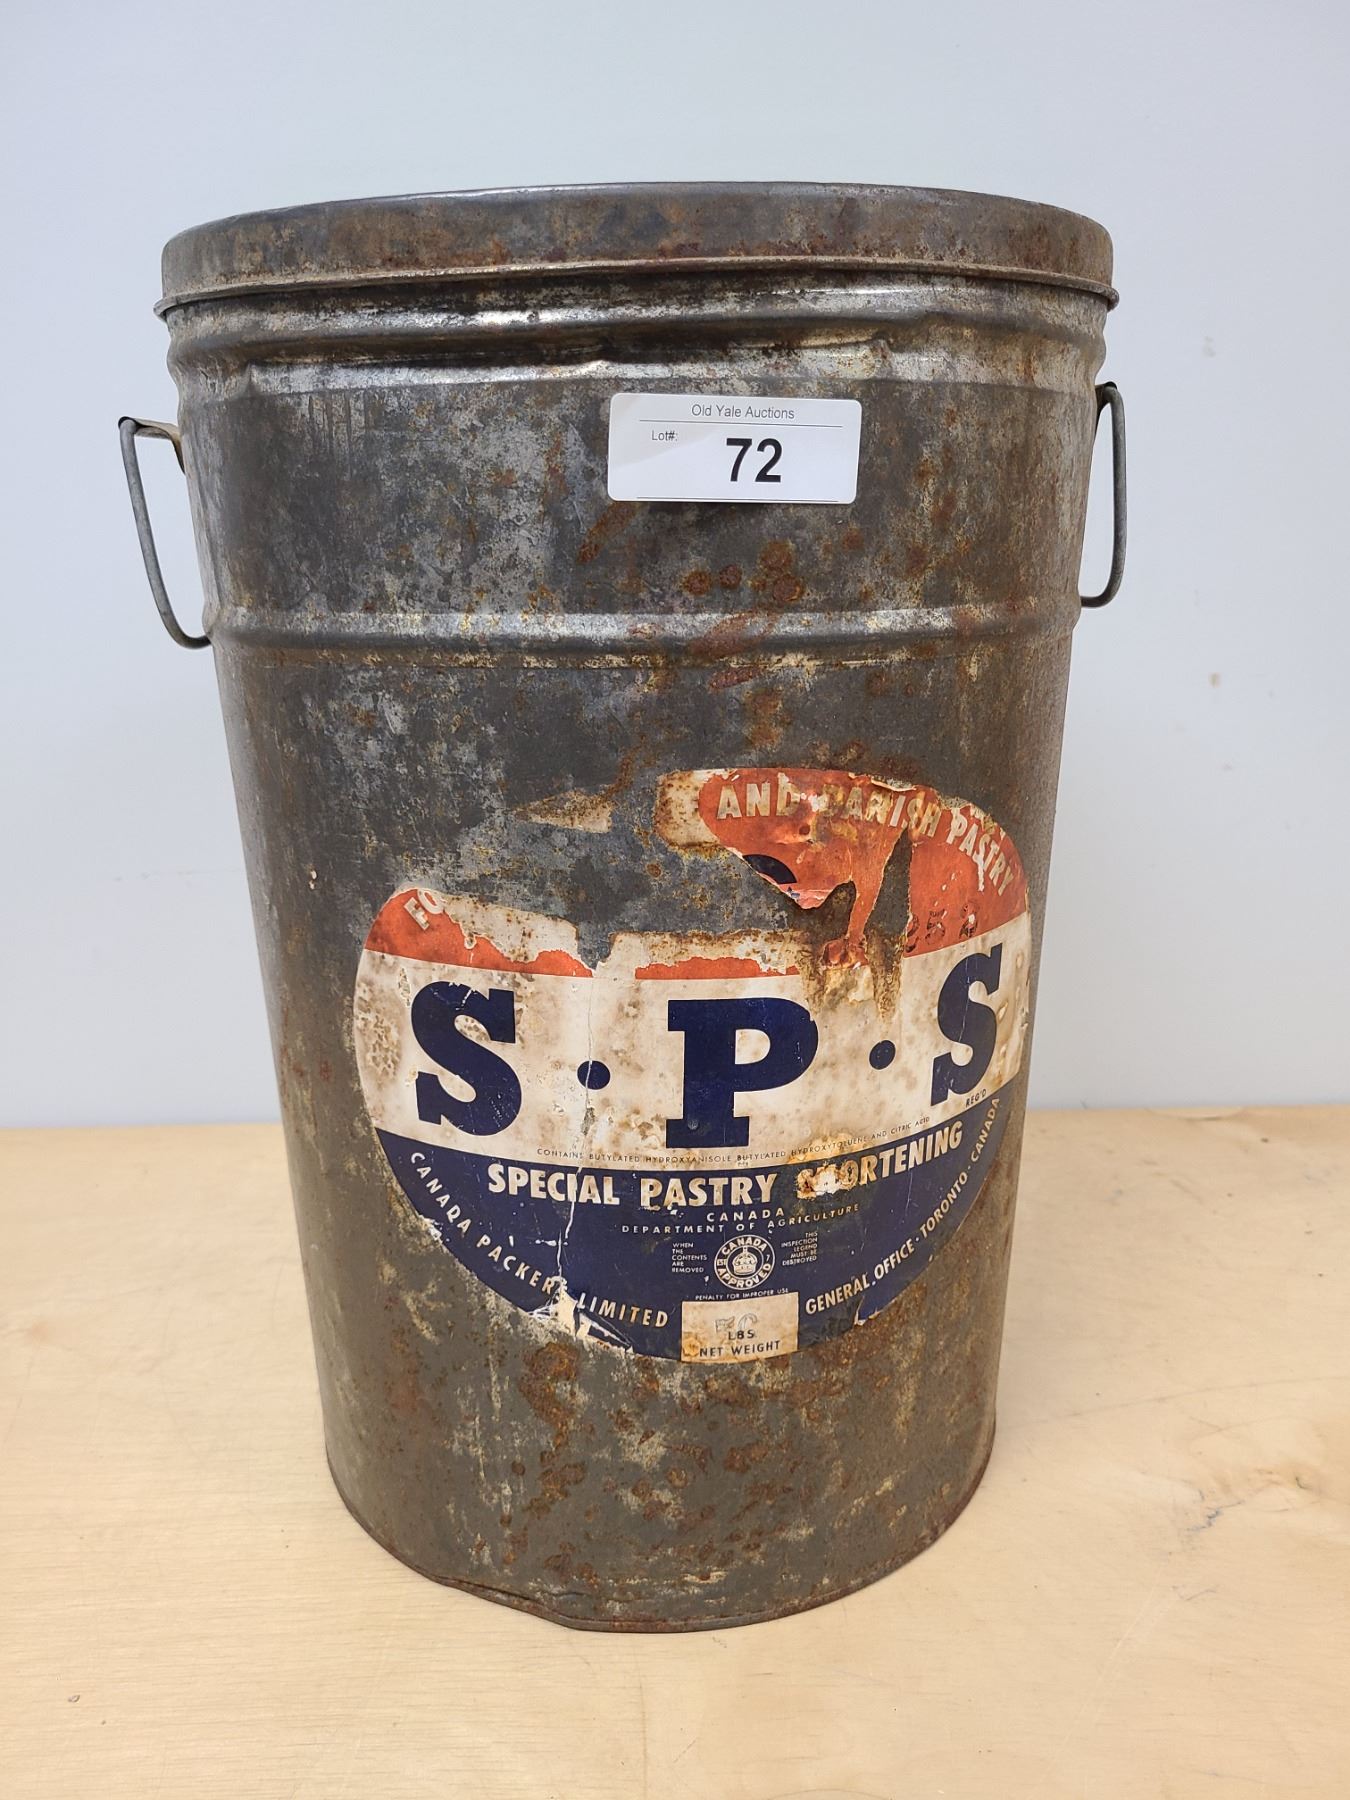 Old Yale Auctions
Lot#:
72
AND DANISH PASTRY
S·P·S
REG'D
CONTAINS BUTYLATED HYDROXYANISOLE BUTYLATED HYDROXYTOLUENE AND CITRIC ACID
SPECIAL PASTRY SHORTENING
CANADA
DEPARTMENT OF AGRICULTURE
WHEN
THE
CONTENTS
ARE
REMOVED
CANADA
APPROVED
THIS
INSPECTION
LEGEND
MUST BE
DESTROYED
PENALTY FOR IMPROPER USE
CANADA PACKERS LIMITED
GENERAL OFFICE · TORONTO · CANADA
LBS
NET WEIGHT